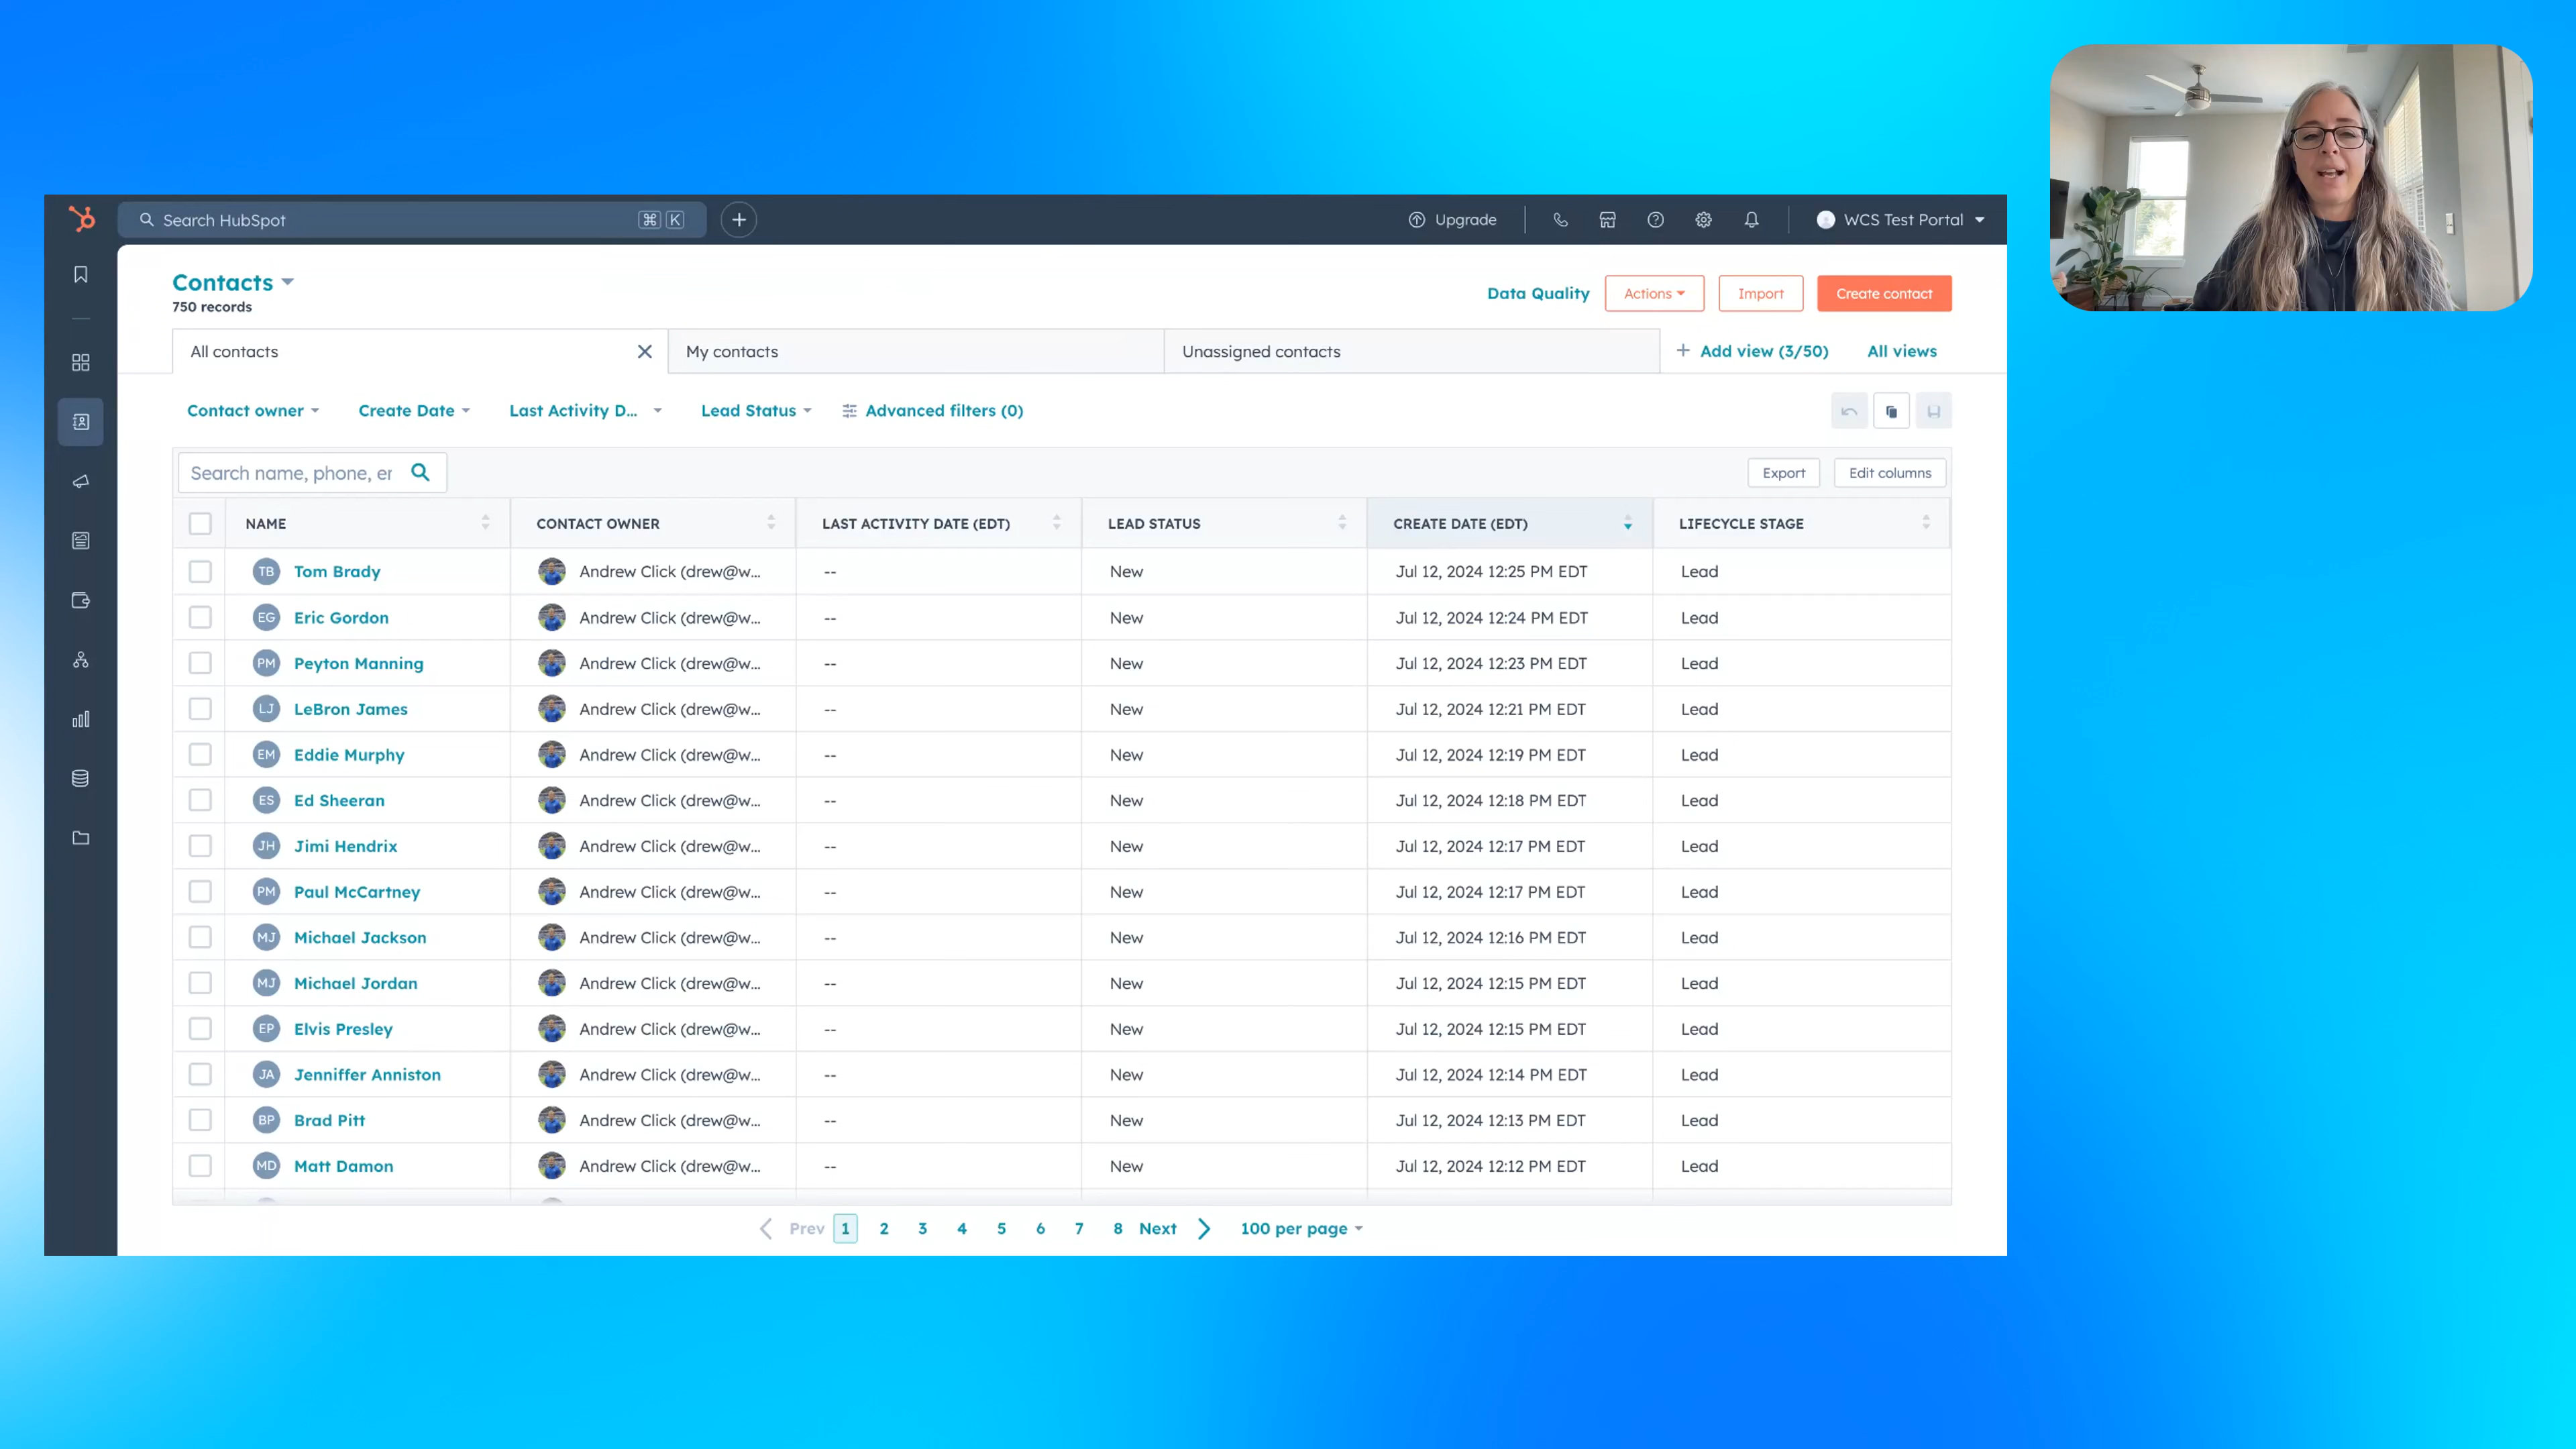 Search HubSpot ⌘ K
Upgrade
WCS Test Portal
Contacts
750 records
Data Quality
Actions
Import
Create contact
All contacts
My contacts
Unassigned contacts
+ Add view (3/50)
All views
Contact owner
Create Date
Last Activity D...
Lead Status
Advanced filters (0)
Search name, phone, er
Export
Edit columns
NAME CONTACT OWNER LAST ACTIVITY DATE (EDT) LEAD STATUS CREATE DATE (EDT) LIFECYCLE STAGE
TB Tom Brady Andrew Click (drew@w... -- New Jul 12, 2024 12:25 PM EDT Lead
EG Eric Gordon Andrew Click (drew@w... -- New Jul 12, 2024 12:24 PM EDT Lead
PM Peyton Manning Andrew Click (drew@w... -- New Jul 12, 2024 12:23 PM EDT Lead
LJ LeBron James Andrew Click (drew@w... -- New Jul 12, 2024 12:21 PM EDT Lead
EM Eddie Murphy Andrew Click (drew@w... -- New Jul 12, 2024 12:19 PM EDT Lead
ES Ed Sheeran Andrew Click (drew@w... -- New Jul 12, 2024 12:18 PM EDT Lead
JH Jimi Hendrix Andrew Click (drew@w... -- New Jul 12, 2024 12:17 PM EDT Lead
PM Paul McCartney Andrew Click (drew@w... -- New Jul 12, 2024 12:17 PM EDT Lead
MJ Michael Jackson Andrew Click (drew@w... -- New Jul 12, 2024 12:16 PM EDT Lead
MJ Michael Jordan Andrew Click (drew@w... -- New Jul 12, 2024 12:15 PM EDT Lead
EP Elvis Presley Andrew Click (drew@w... -- New Jul 12, 2024 12:15 PM EDT Lead
JA Jenniffer Anniston Andrew Click (drew@w... -- New Jul 12, 2024 12:14 PM EDT Lead
BP Brad Pitt Andrew Click (drew@w... -- New Jul 12, 2024 12:13 PM EDT Lead
MD Matt Damon Andrew Click (drew@w... -- New Jul 12, 2024 12:12 PM EDT Lead
Prev 1 2 3 4 5 6 7 8 Next 100 per page